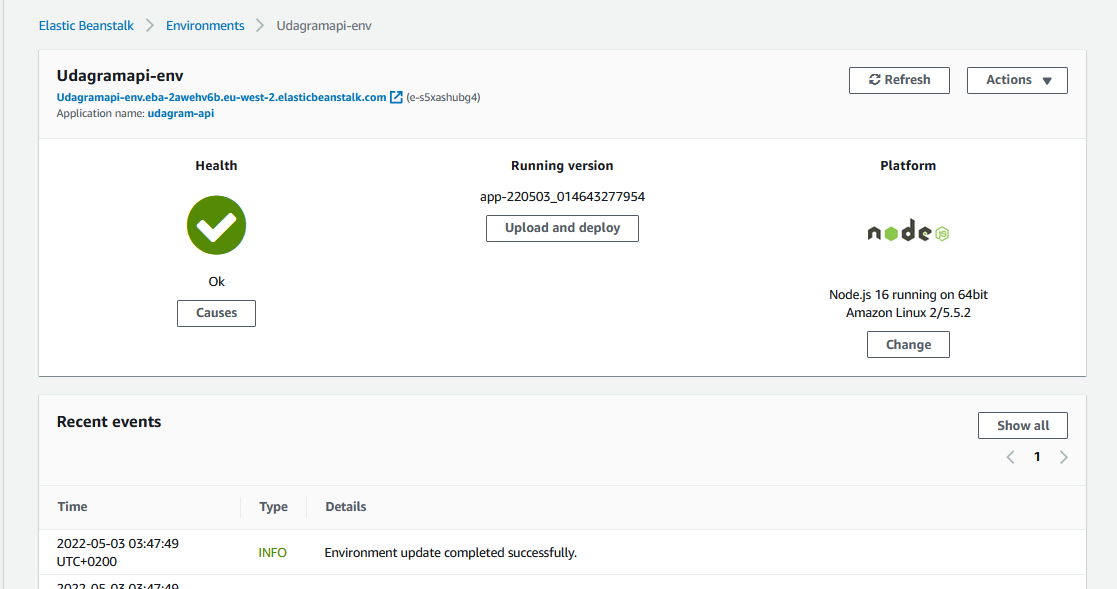 Elastic Beanstalk > Environments > Udagramapi-env
Udagramapi-env
Refresh
Actions
Udagramapi-env.eba-2awehv6b.eu-west-2.elasticbeanstalk.com (e-s5xashubg4)
Application name: udagram-api
Health
Running version
Platform
app-220503_014643277954
Upload and deploy
node
JS
Ok
Causes
Node.js 16 running on 64bit
Amazon Linux 2/5.5.2
Change
Recent events
Show all
1
Time
Type
Details
2022-05-03 03:47:49
UTC+0200
INFO
Environment update completed successfully.
2022-05-03 03:47:49